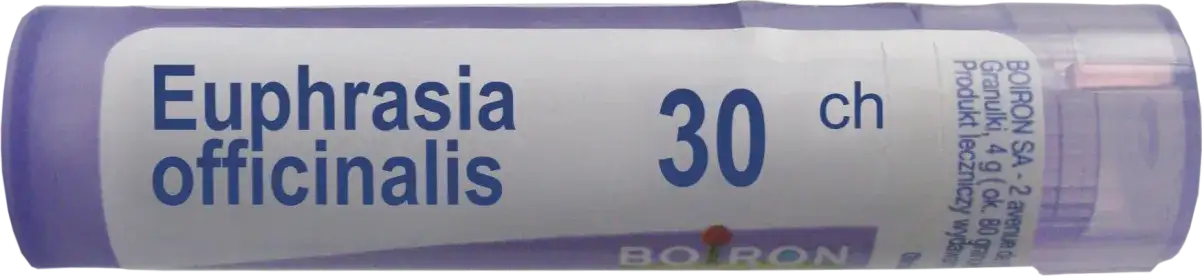 Euphrasia
officinalis
30 ch
BOIRON
BOIRON SA - 2 avenue
Granulki, 4 g ( ok. 80
Produkt leczniczy